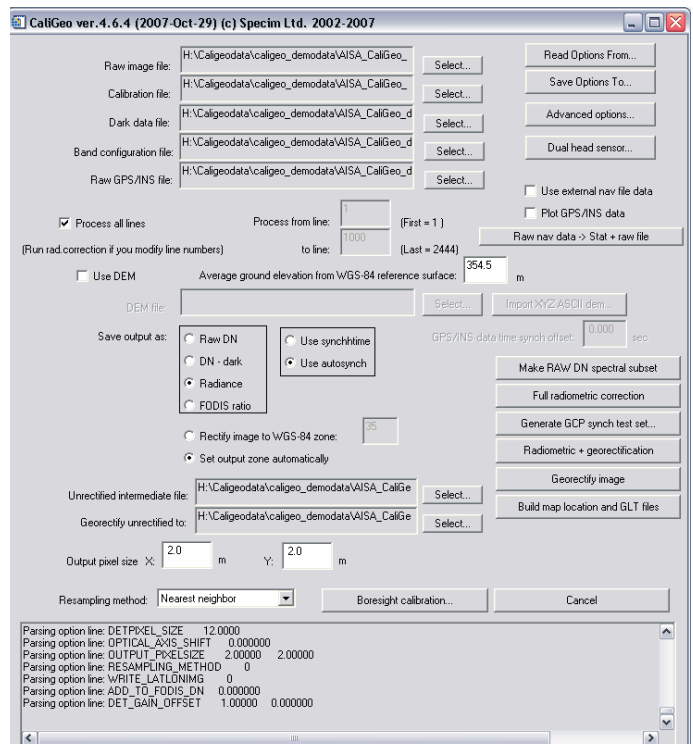 CaliGeo ver.4.6.4 (2007-Oct-29) (c) Specim Ltd. 2002-2007
Raw image file: H:\Caligeodata\caligeo_demodata\AISA_CaliGeo_ Select... Read Options From...
Calibration file: H:\Caligeodata\caligeo_demodata\AISA_CaliGeo_ Select... Save Options To...
Dark data file: H:\Caligeodata\caligeo_demodata\AISA_CaliGeo_d Select... Advanced options...
Band configuration file: H:\Caligeodata\caligeo_demodata\AISA_CaliGeo_d Select... Dual head sensor...
Raw GPS/INS file: H:\Caligeodata\caligeo_demodata\AISA_CaliGeo_d Select...
Use external nav file data
Plot GPS/INS data
Process all lines Process from line: 1 (First = 1 )
Raw nav data -> Stat + raw file
(Run rad.correction if you modify line numbers) to line: 1000 (Last = 2444)
Use DEM Average ground elevation from WGS-84 reference surface: 354.5 m
DEM file: Select... Import XYZ ASCII dem...
Save output as: Raw DN Use synchhtime GPS/INS data time synch offset: 0.000 sec
DN - dark Use autosynch Make RAW DN spectral subset
Radiance Full radiometric correction
FODIS ratio Generate GCP synch test set...
Rectify image to WGS-84 zone: 35 Radiometric + georectification
Set output zone automatically
Georectify image
Unrectified intermediate file: H:\Caligeodata\caligeo_demodata\AISA_CaliGe Select... Build map location and GLT files
Georectify unrectified to: H:\Caligeodata\caligeo_demodata\AISA_CaliGe Select...
Output pixel size X: 2.0 m Y: 2.0 m
Resampling method: Nearest neighbor Boresight calibration... Cancel
Parsing option line: DETPIXEL_SIZE 12.0000
Parsing option line: OPTICAL_AXIS_SHIFT 0.000000
Parsing option line: OUTPUT_PIXELSIZE 2.00000 2.00000
Parsing option line: RESAMPLING_METHOD 0
Parsing option line: WRITE_LATLONIMG 0
Parsing option line: ADD_TO_FODIS_DN 0.000000
Parsing option line: DET_GAIN_OFFSET 1.00000 0.000000